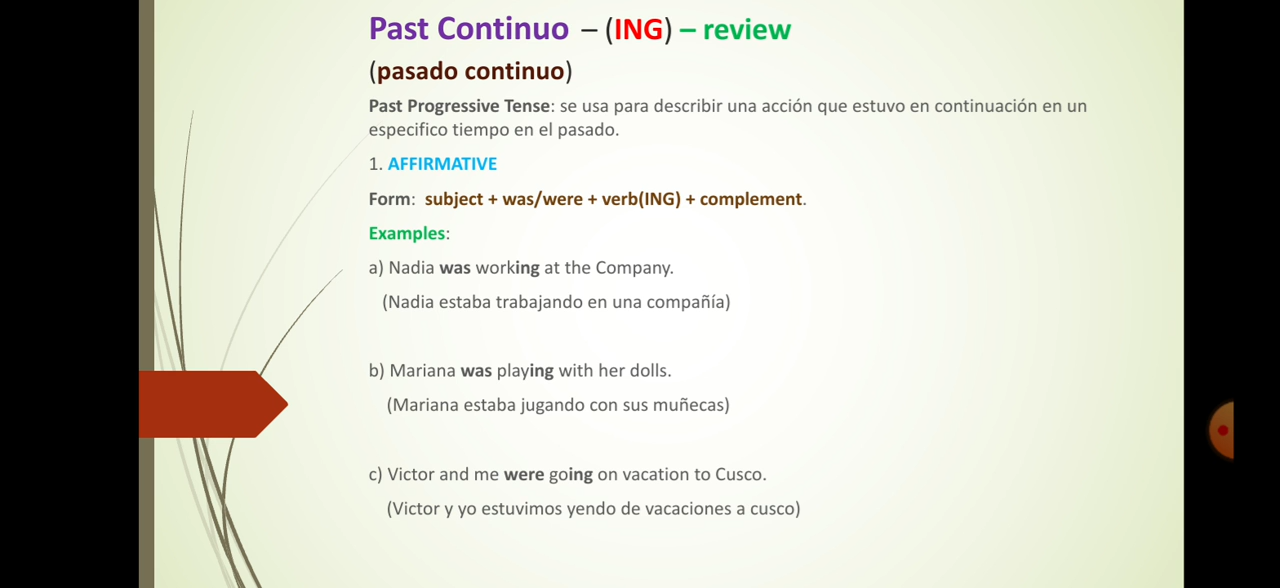 Past Continuo – (ING) – review
(pasado continuo)
Past Progressive Tense: se usa para describir una acción que estuvo en continuación en un
especifico tiempo en el pasado.
1. AFFIRMATIVE
Form: subject + was/were + verb(ING) + complement.
Examples:
a) Nadia was working at the Company.
(Nadia estaba trabajando en una compañía)
b) Mariana was playing with her dolls.
(Mariana estaba jugando con sus muñecas)
c) Victor and me were going on vacation to Cusco.
(Victor y yo estuvimos yendo de vacaciones a cusco)